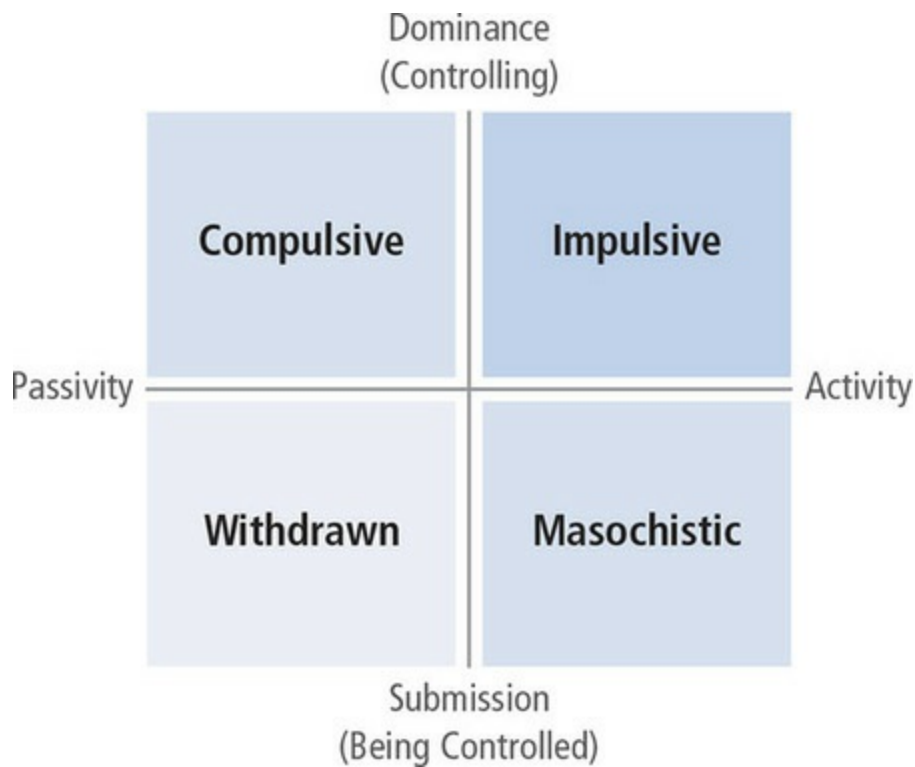 Dominance
(Controlling)
Compulsive
Impulsive
Passivity
Activity
Withdrawn
Masochistic
Submission
(Being Controlled)